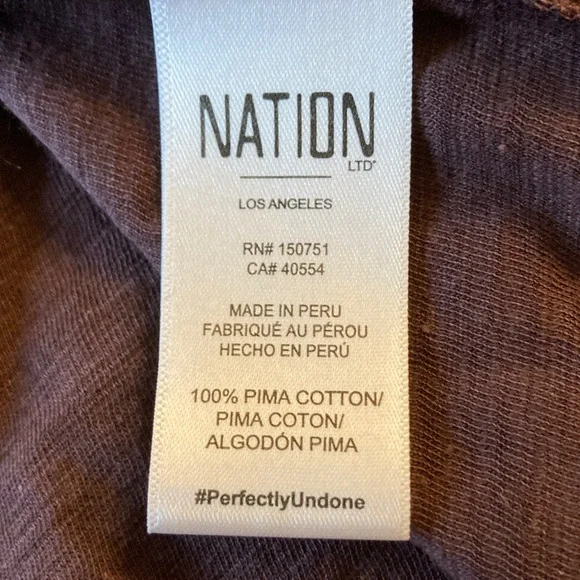 NATION
LTD
LOS ANGELES
RN# 150751
CA# 40554
MADE IN PERU
FABRIQUÉ AU PÉROU
HECHO EN PERÚ
100% PIMA COTTON/
PIMA COTON/
ALGODÓN PIMA
#PerfectlyUndone